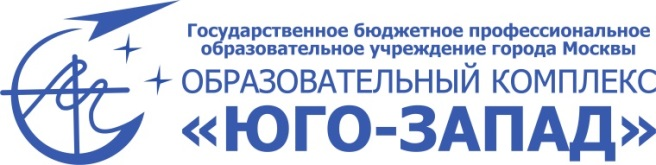 Государственное бюджетное профессиональное
образовательное учреждение города Москвы
ОБРАЗОВАТЕЛЬНЫЙ КОМПЛЕКС
«ЮГО-ЗАПАД»